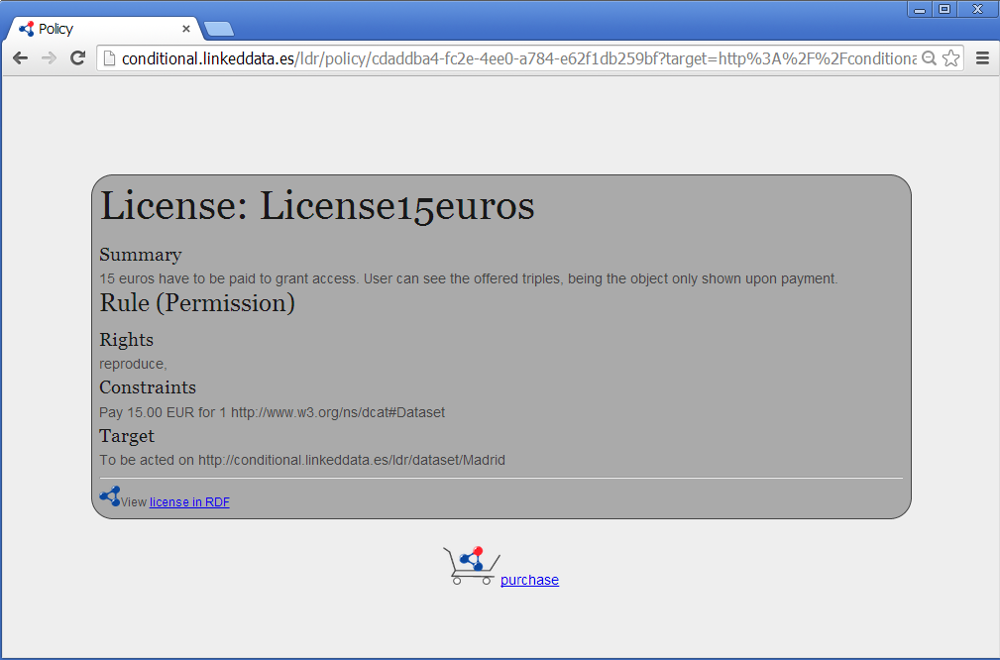 Policy
conditional.linkeddata.es/ldr/policy/cdaddba4-fc2e-4ee0-a784-e62f1db259bf?target=http%3A%2F%2Fconditiona
License: License15euros
Summary
15 euros have to be paid to grant access. User can see the offered triples, being the object only shown upon payment.
Rule (Permission)
Rights
reproduce,
Constraints
Pay 15.00 EUR for 1 http://www.w3.org/ns/dcat#Dataset
Target
To be acted on http://conditional.linkeddata.es/ldr/dataset/Madrid
View license in RDF
purchase